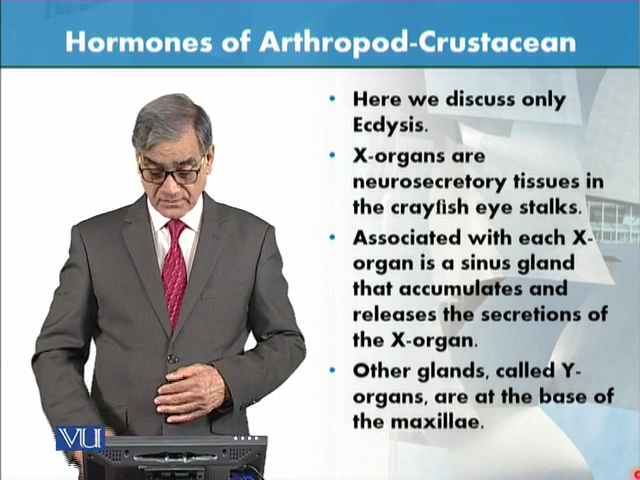 Hormones of Arthropod-Crustacean
• Here we discuss only
Ecdysis.
• X-organs are
neurosecretory tissues in
the crayfish eye stalks.
• Associated with each X-
organ is a sinus gland
that accumulates and
releases the secretions of
the X-organ.
• Other glands, called Y-
organs, are at the base of
the maxillae.
VU